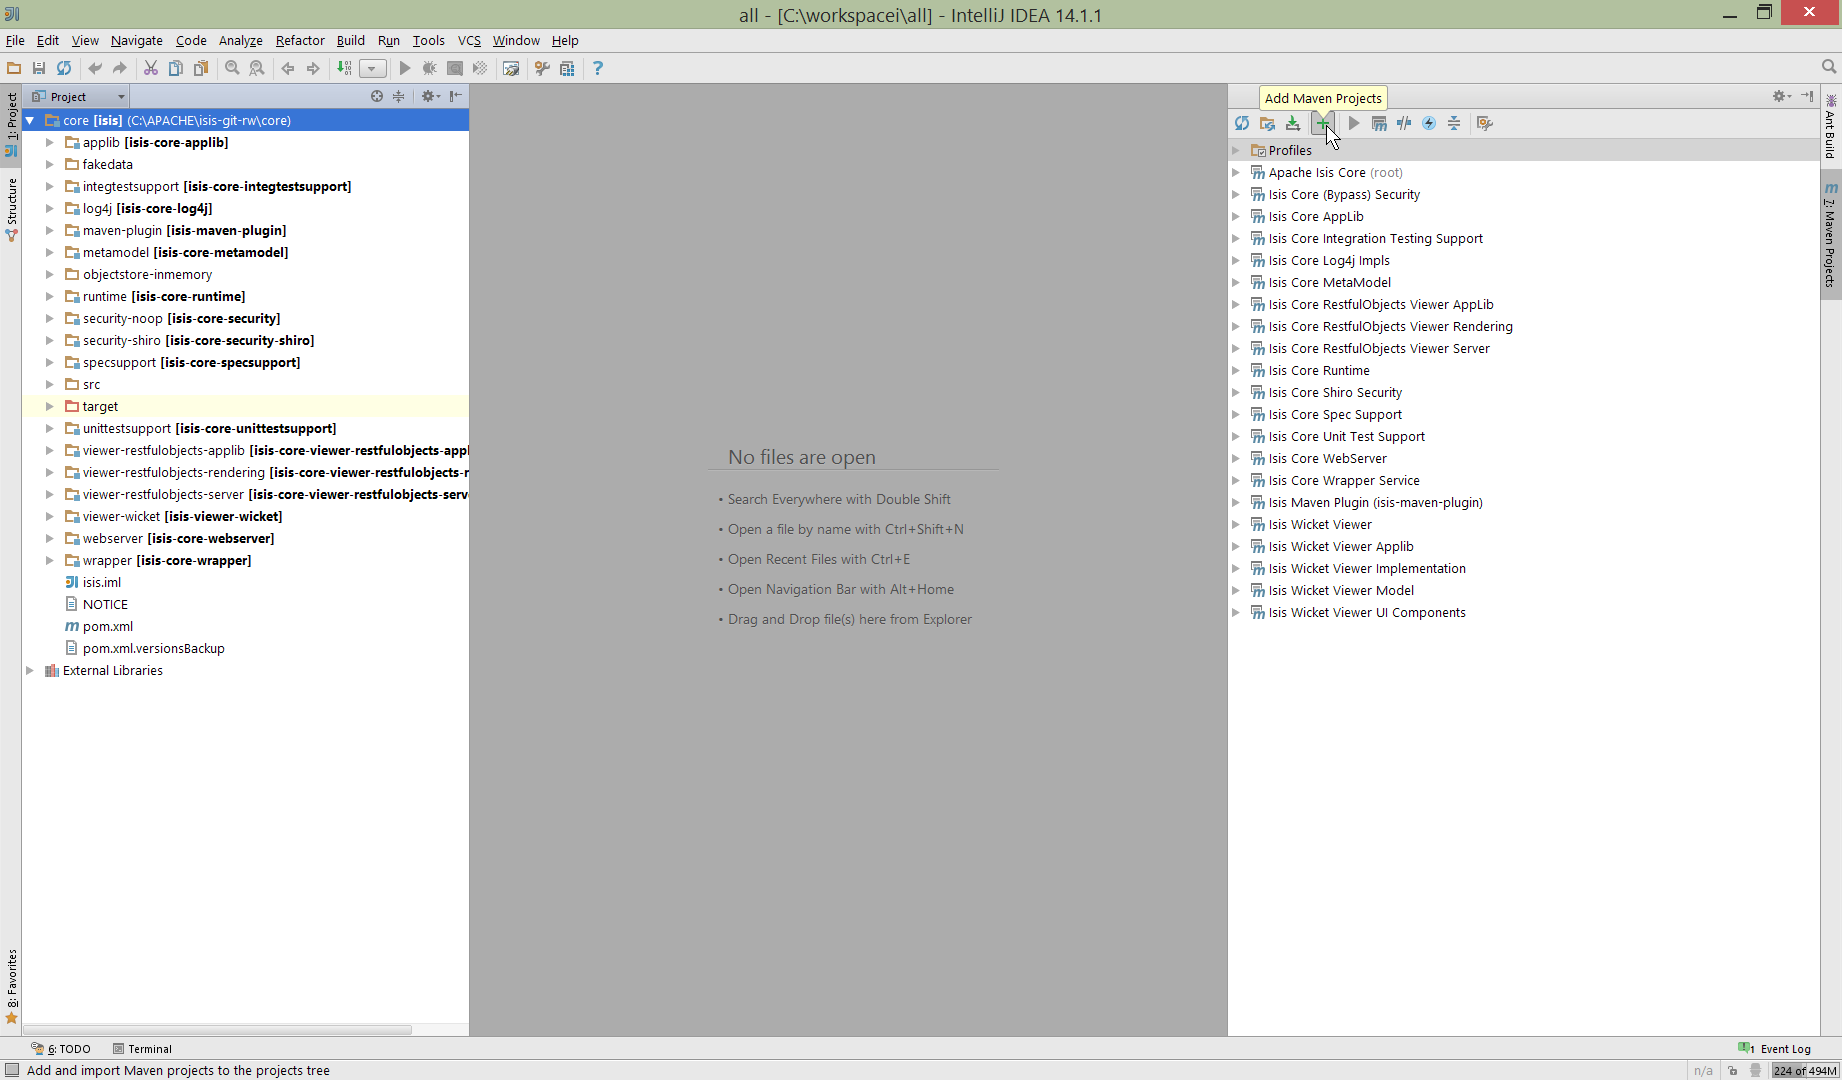 all - [C:\workspacei\all] - IntelliJ IDEA 14.1.1
File Edit View Navigate Code Analyze Refactor Build Run Tools VCS Window Help
Project
Add Maven Projects
1: Project
Structure
8: Favorites
core [isis] (C:\APACHE\isis-git-rw\core)
applib [isis-core-applib]
fakedata
integtestsupport [isis-core-integtestsupport]
log4j [isis-core-log4j]
maven-plugin [isis-maven-plugin]
metamodel [isis-core-metamodel]
objectstore-inmemory
runtime [isis-core-runtime]
security-noop [isis-core-security]
security-shiro [isis-core-security-shiro]
specsupport [isis-core-specsupport]
src
target
unittestsupport [isis-core-unittestsupport]
viewer-restfulobjects-applib [isis-core-viewer-restfulobjects-appl
viewer-restfulobjects-rendering [isis-core-viewer-restfulobjects-r
viewer-restfulobjects-server [isis-core-viewer-restfulobjects-serv
viewer-wicket [isis-viewer-wicket]
webserver [isis-core-webserver]
wrapper [isis-core-wrapper]
isis.iml
NOTICE
pom.xml
pom.xml.versionsBackup
External Libraries
No files are open
• Search Everywhere with Double Shift
• Open a file by name with Ctrl+Shift+N
• Open Recent Files with Ctrl+E
• Open Navigation Bar with Alt+Home
• Drag and Drop file(s) here from Explorer
Profiles
Apache Isis Core (root)
Isis Core (Bypass) Security
Isis Core AppLib
Isis Core Integration Testing Support
Isis Core Log4j Impls
Isis Core MetaModel
Isis Core RestfulObjects Viewer AppLib
Isis Core RestfulObjects Viewer Rendering
Isis Core RestfulObjects Viewer Server
Isis Core Runtime
Isis Core Shiro Security
Isis Core Spec Support
Isis Core Unit Test Support
Isis Core WebServer
Isis Core Wrapper Service
Isis Maven Plugin (isis-maven-plugin)
Isis Wicket Viewer
Isis Wicket Viewer Applib
Isis Wicket Viewer Implementation
Isis Wicket Viewer Model
Isis Wicket Viewer UI Components
Ant Build
7: Maven Projects
6: TODO Terminal
1 Event Log
Add and import Maven projects to the projects tree
n/a
224 of 494M